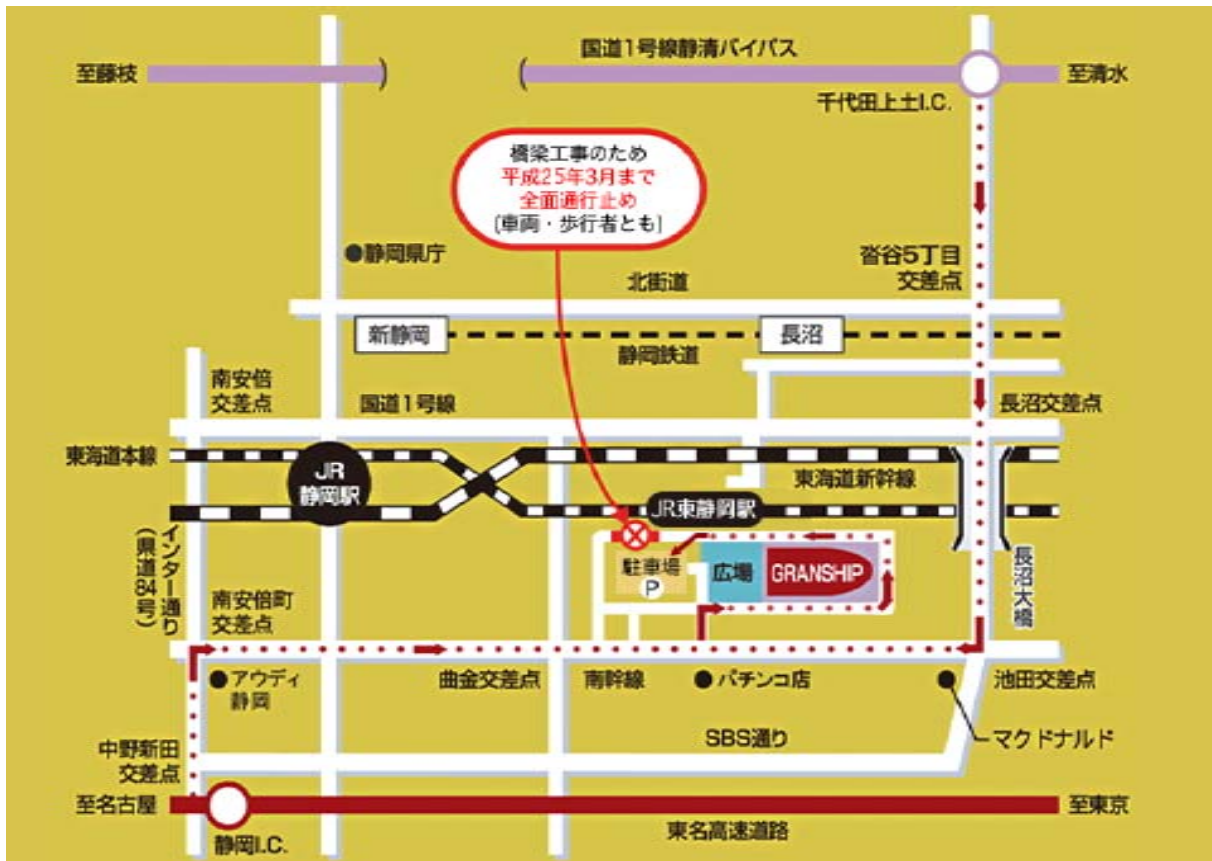 国道1号線静清バイパス
至藤枝
至清水
千代田上土I.C.
橋梁工事のため
平成25年3月まで
全面通行止め
(車両・歩行者とも)
●静岡県庁
沓谷5丁目
交差点
北街道
新静岡
長沼
静岡鉄道
南安倍
交差点
国道1号線
長沼交差点
東海道本線
JR
静岡駅
東海道新幹線
JR東静岡駅
インター通り
(県道84号)
駐車場
P
広場
GRANSHIP
長沼大橋
南安倍町
交差点
●アウディ
静岡
曲金交差点
南幹線
●パチンコ店
池田交差点
マクドナルド
SBS通り
中野新田
交差点
至名古屋
至東京
東名高速道路
静岡I.C.